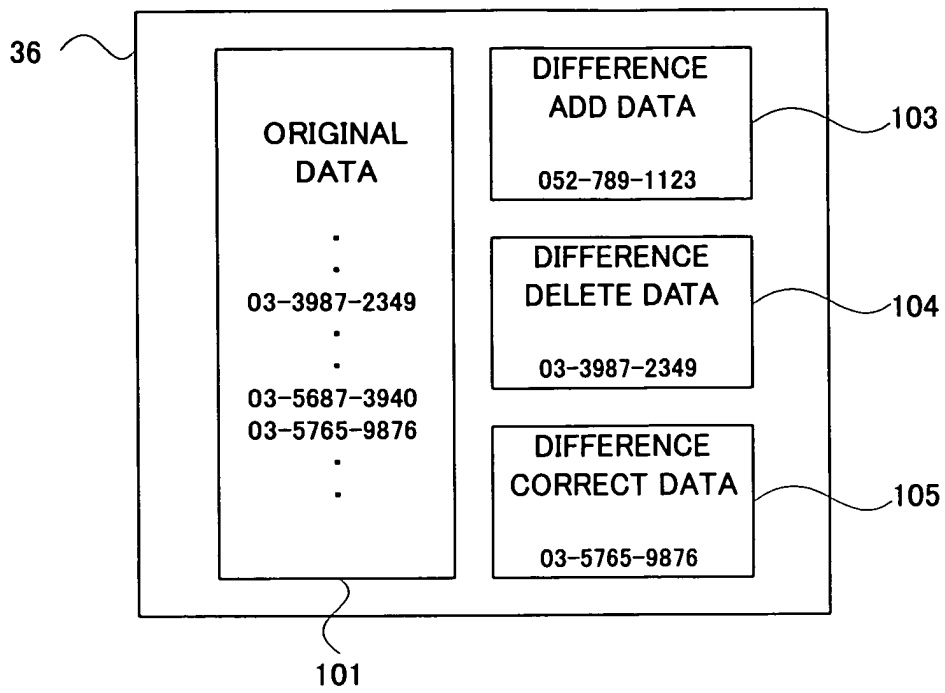 36
ORIGINAL
DATA
03-3987-2349
03-5687-3940
03-5765-9876
101
DIFFERENCE
ADD DATA
052-789-1123
103
DIFFERENCE
DELETE DATA
03-3987-2349
104
DIFFERENCE
CORRECT DATA
03-5765-9876
105